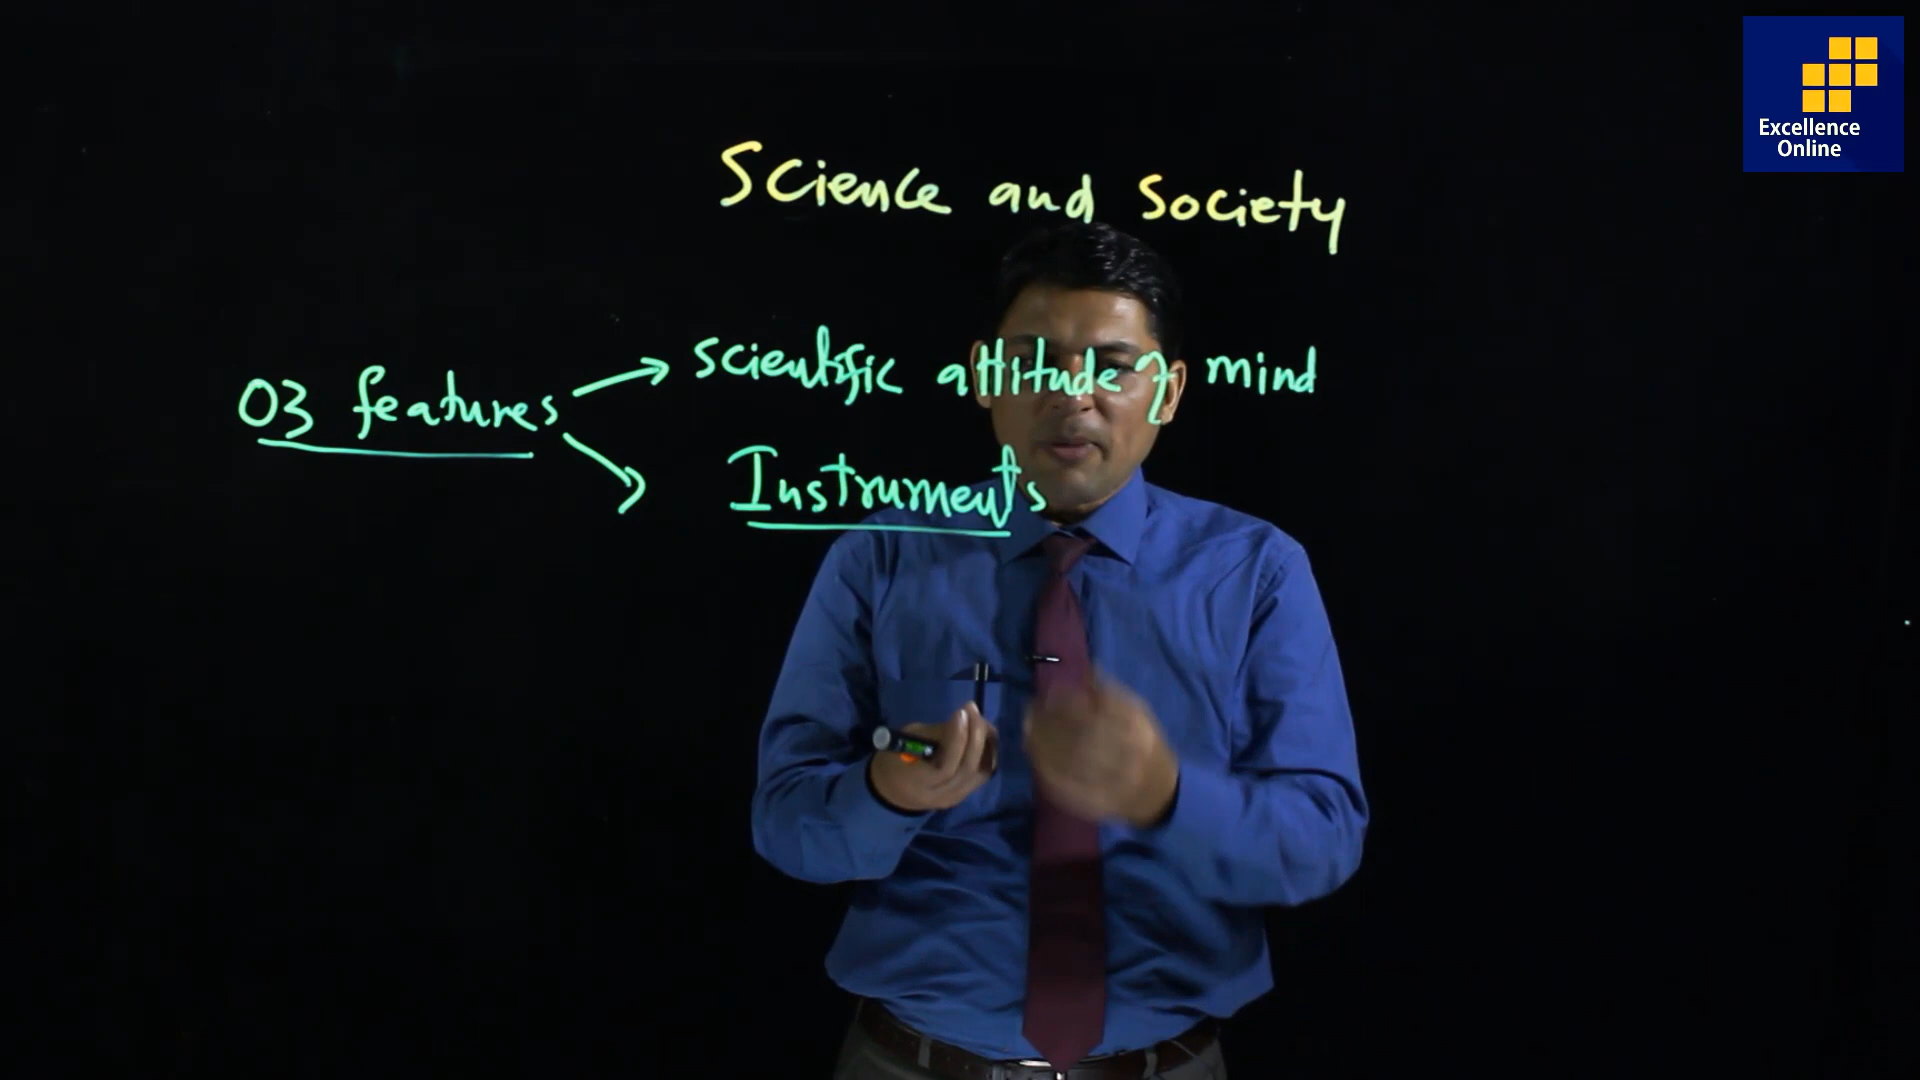 Excellence
Online
Science and Society
03 features
Scientific attitude of mind
Instruments